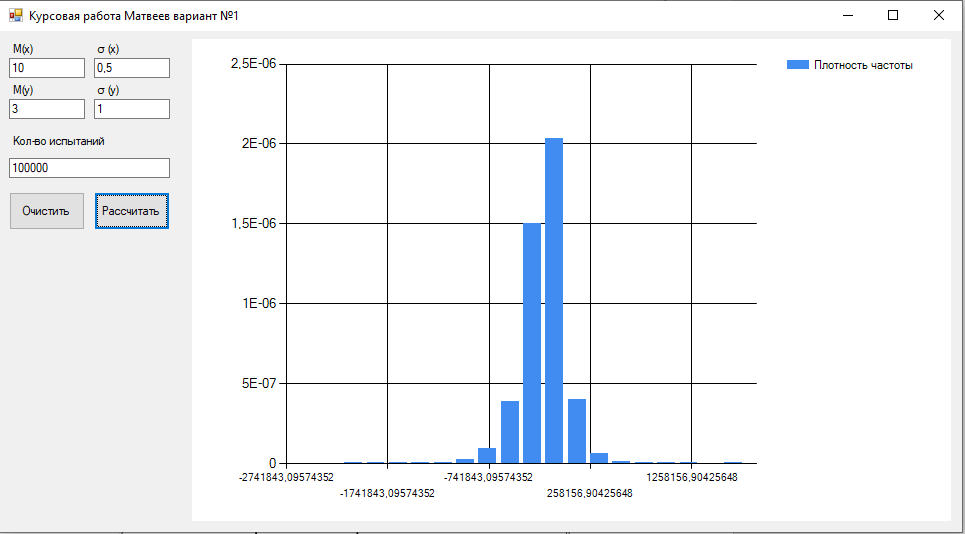 Курсовая работа Матвеев вариант №1
M(x) σ (x)
10 0,5
M(y) σ (y)
3 1
Кол-во испытаний
100000
Очистить Рассчитать
2,5E-06
2E-06
1,5E-06
1E-06
5E-07
0
-2741843,09574352 -741843,09574352 1258156,90425648
-1741843,09574352 258156,90425648
Плотность частоты